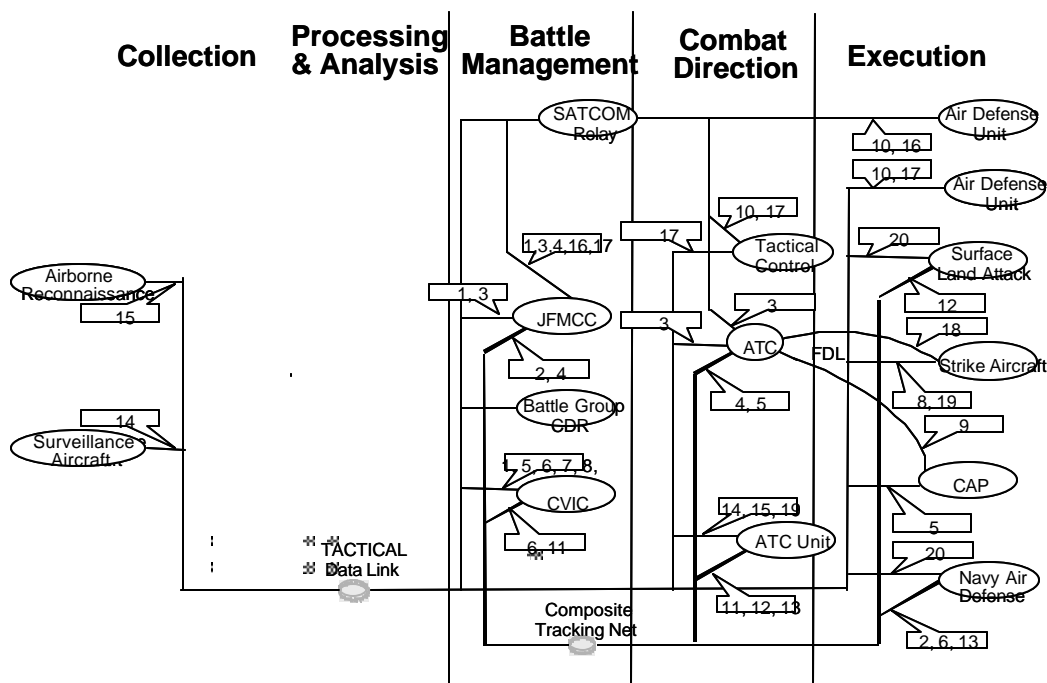 Collection
Processing
& Analysis
Battle
Management
Combat
Direction
Execution
SATCOM
Relay
Air Defense
Unit
10, 16
10, 17
Air Defense
Unit
10, 17
17
Tactical
Control
20
Surface
Land Attack
12
1,3,4,16,17
Airborne
Reconnaissance
15
1, 3
JFMCC
2, 4
3
3
ATC
FDL
18
Strike Aircraft
4, 5
8, 19
Battle Group
CDR
14
Surveillance
Aircraft
9
1, 5, 6, 7, 8,
CVIC
6, 11
CAP
5
14, 15, 19
ATC Unit
11, 12, 13
TACTICAL
Data Link
20
Navy Air
Defense
2, 6, 13
Composite
Tracking Net